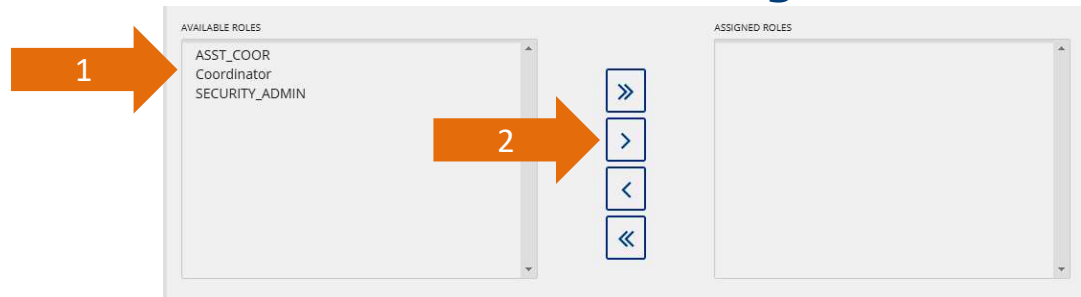 AVAILABLE ROLES
ASSIGNED ROLES
1
ASST_COOR
Coordinator
SECURITY_ADMIN
2